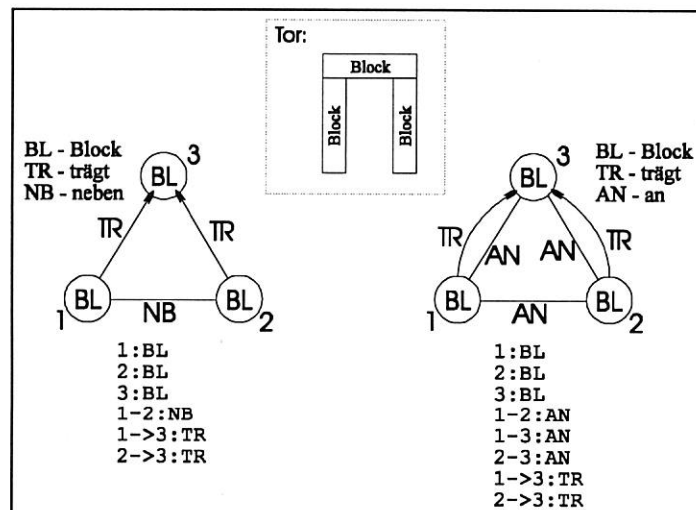 Tor:
Block
Block
Block
BL - Block
TR - trägt
NB - neben
3
BL
TR
TR
BL
BL
1
NB
2
1:BL
2:BL
3:BL
1-2:NB
1->3:TR
2->3:TR
BL - Block
TR - trägt
AN - an
3
BL
TR
AN
AN
TR
BL
BL
1
AN
2
1:BL
2:BL
3:BL
1-2:AN
1-3:AN
2-3:AN
1->3:TR
2->3:TR